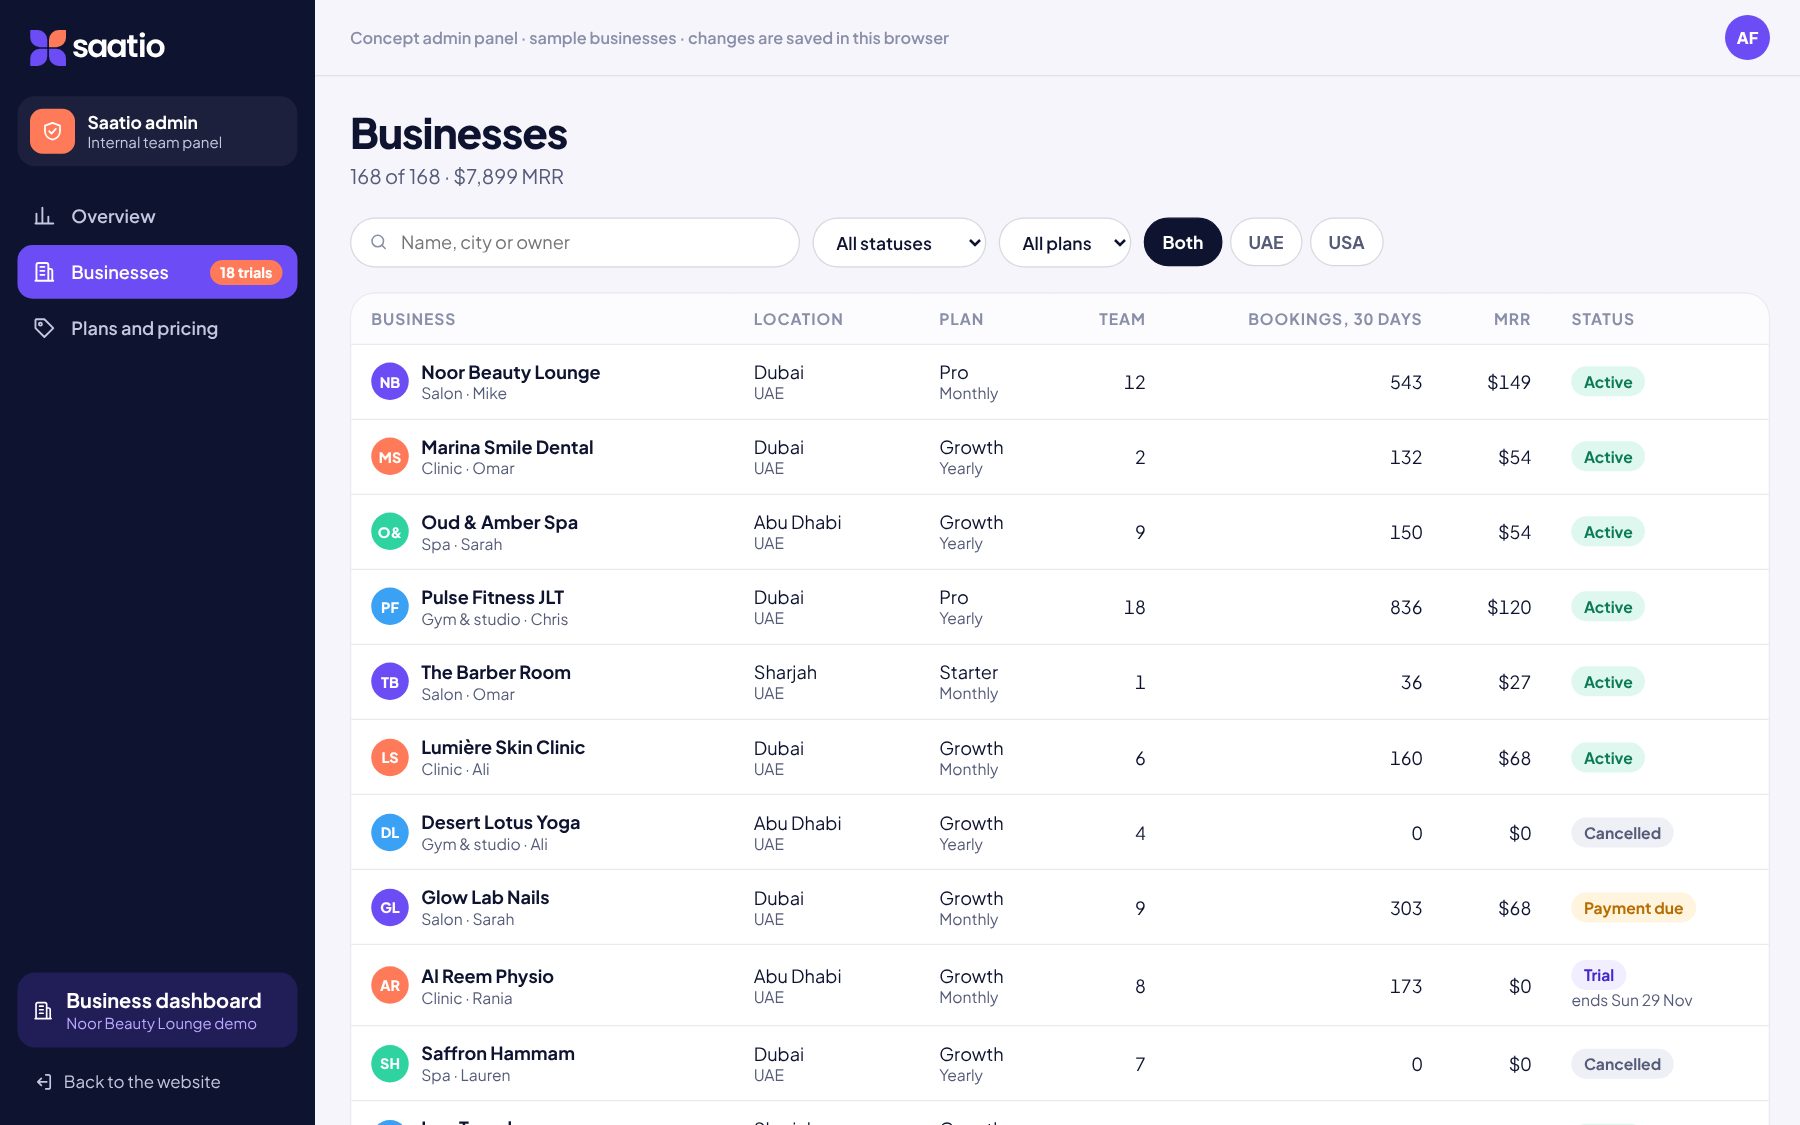 saatio
Saatio admin
Internal team panel
Overview
Businesses 18 trials
Plans and pricing
Business dashboard
Noor Beauty Lounge demo
Back to the website
Concept admin panel · sample businesses · changes are saved in this browser
AF
Businesses
168 of 168 · $7,899 MRR
Name, city or owner All statuses All plans Both UAE USA
BUSINESS LOCATION PLAN TEAM BOOKINGS, 30 DAYS MRR STATUS
NB Noor Beauty Lounge Dubai Pro 12 543 $149 Active
Salon · Mike UAE Monthly
MS Marina Smile Dental Dubai Growth 2 132 $54 Active
Clinic · Omar UAE Yearly
O& Oud & Amber Spa Abu Dhabi Growth 9 150 $54 Active
Spa · Sarah UAE Yearly
PF Pulse Fitness JLT Dubai Pro 18 836 $120 Active
Gym & studio · Chris UAE Yearly
TB The Barber Room Sharjah Starter 1 36 $27 Active
Salon · Omar UAE Monthly
LS Lumière Skin Clinic Dubai Growth 6 160 $68 Active
Clinic · Ali UAE Monthly
DL Desert Lotus Yoga Abu Dhabi Growth 4 0 $0 Cancelled
Gym & studio · Ali UAE Yearly
GL Glow Lab Nails Dubai Growth 9 303 $68 Payment due
Salon · Sarah UAE Monthly
AR Al Reem Physio Abu Dhabi Growth 8 173 $0 Trial
Clinic · Rania UAE Monthly ends Sun 29 Nov
SH Saffron Hammam Dubai Growth 7 0 $0 Cancelled
Spa · Lauren UAE Yearly